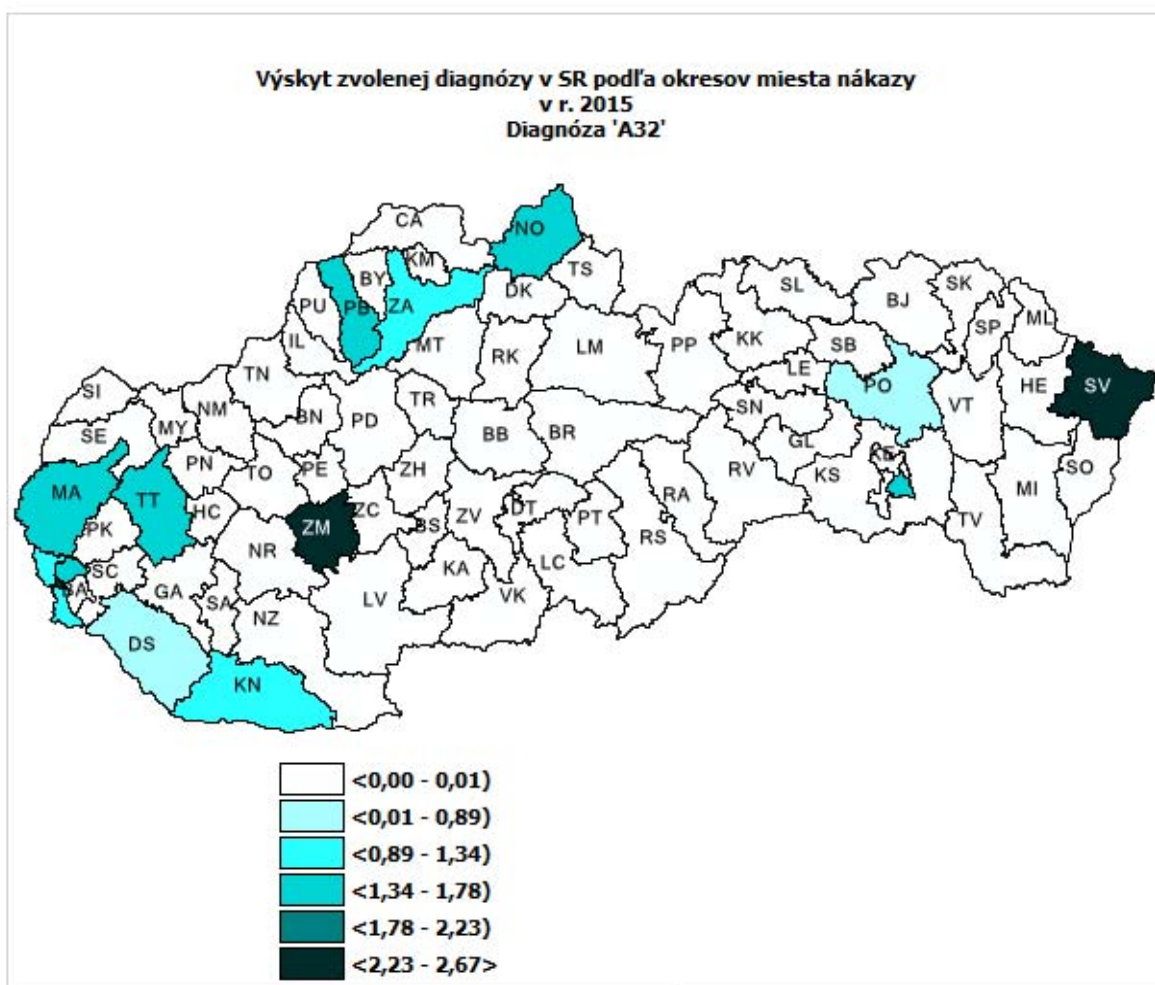 Výskyt zvolenej diagnózy v SR podľa okresov miesta nákazy
v r. 2015
Diagnóza 'A32'
CA
NO
KM
BY
TS
PU
PB
ZA
DK
SL
SK
BJ
ML
SP
IL
MT
RK
LM
PP
KK
SB
TN
LE
PO
HE
SV
SI
NM
BN
PD
TR
SN
VT
MY
SE
BB
BR
GL
PN
TO
PE
ZH
KE
RV
KS
SO
MA
TT
HC
ZM
ZC
RA
MI
DT
PK
BS
ZV
PT
TV
NR
RS
SC
LC
BA
GA
KA
SA
LV
VK
NZ
DS
KN
<0,00 - 0,01)
<0,01 - 0,89)
<0,89 - 1,34)
<1,34 - 1,78)
<1,78 - 2,23)
<2,23 - 2,67>